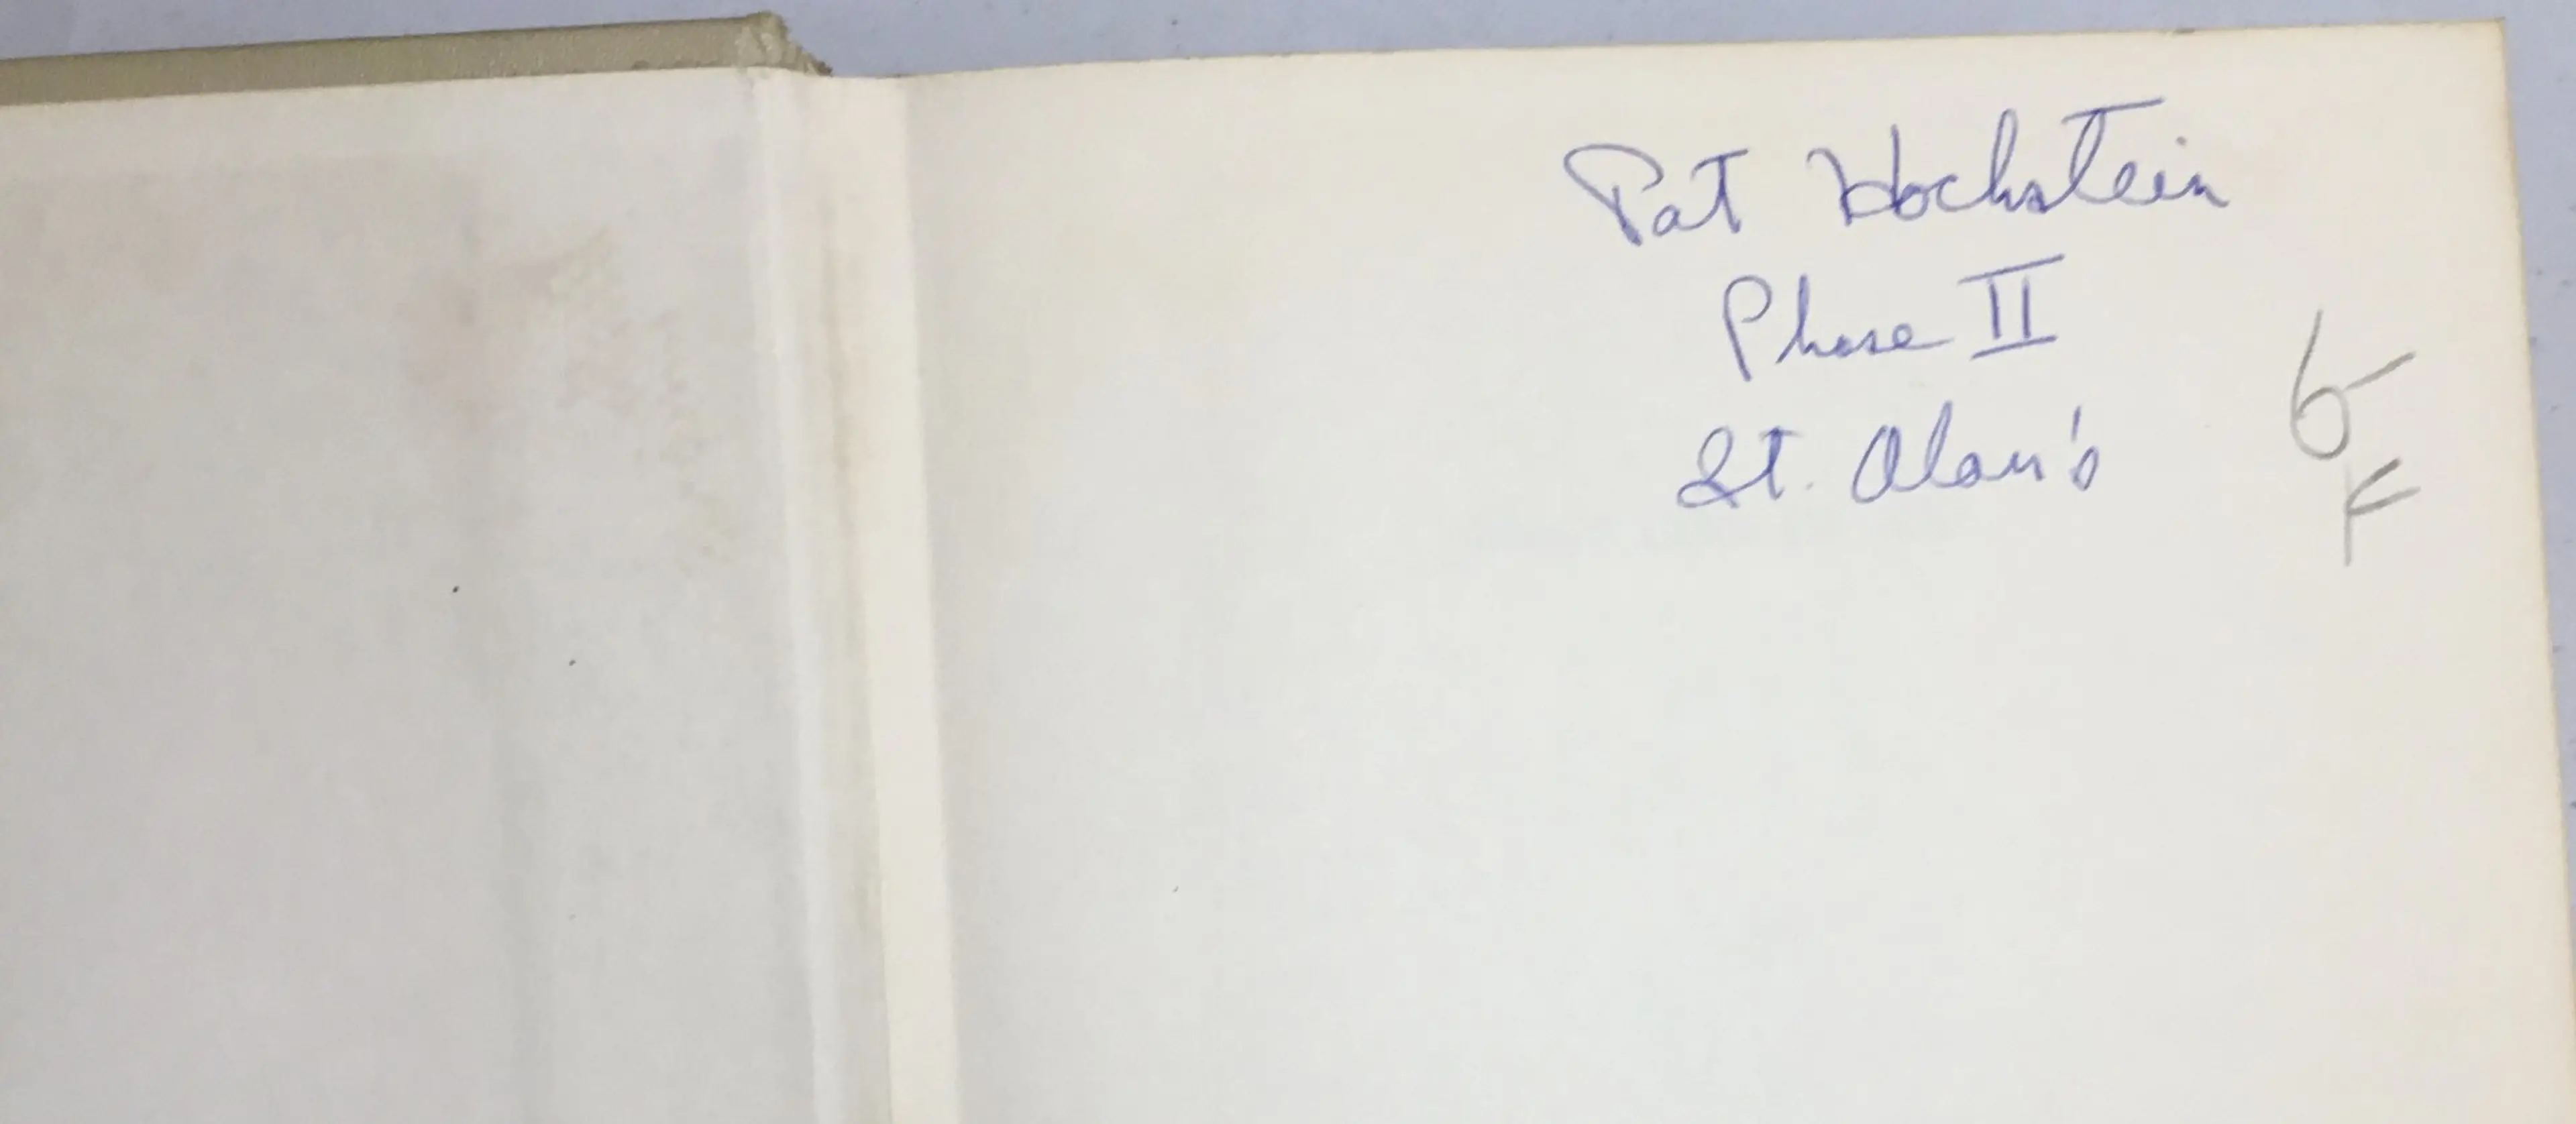 Pat Hochstein
Phase II
St. Alan's
6-
F